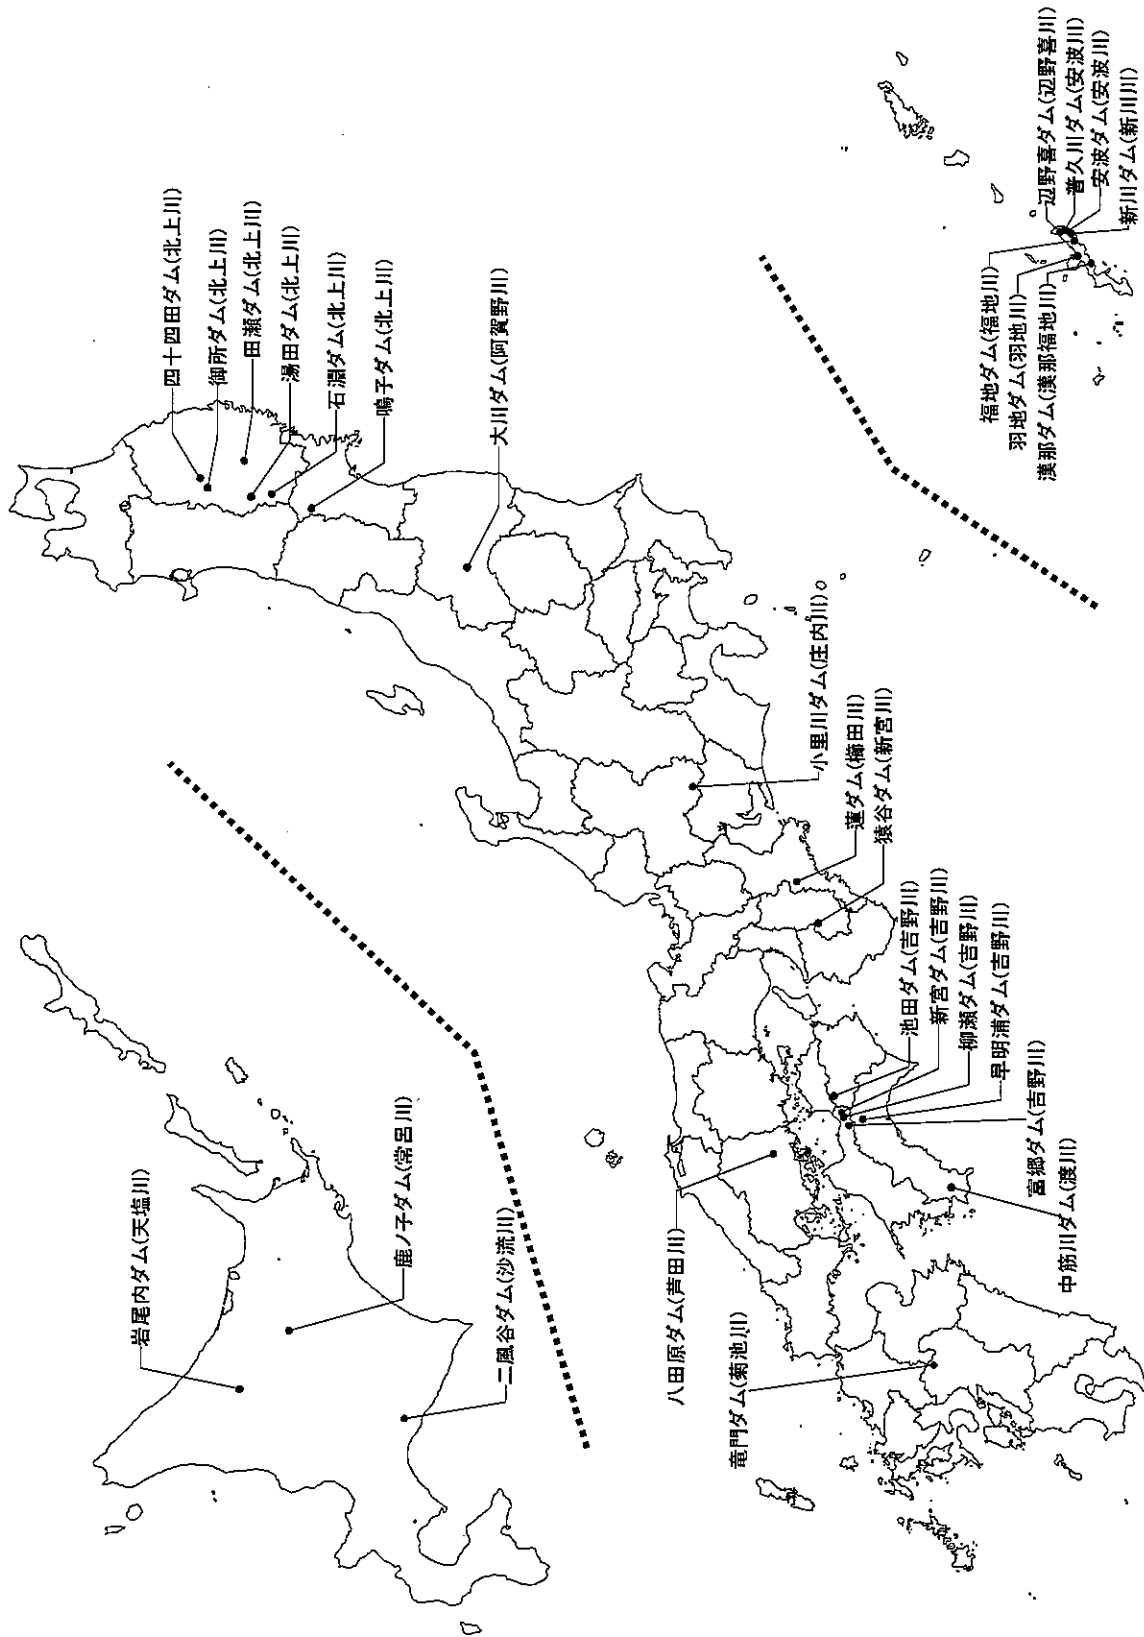 岩尾内ダム(天塩川)
鹿ノ子ダム(常呂川)
二風谷ダム(沙流川)
四十四田ダム(北上川)
御所ダム(北上川)
田瀬ダム(北上川)
湯田ダム(北上川)
石淵ダム(北上川)
鳴子ダム(北上川)
大川ダム(阿賀野川)
小里川ダム(庄内川)
蓮ダム(櫛田川)
猿谷ダム(新宮川)
池田ダム(吉野川)
新宮ダム(吉野川)
柳瀬ダム(吉野川)
早明浦ダム(吉野川)
富郷ダム(吉野川)
中筋川ダム(渡川)
八田原ダム(芦田川)
竜門ダム(菊池川)
福地ダム(福地川)
羽地ダム(羽地川)
漢那ダム(漢那福地川)
辺野喜ダム(辺野喜川)
普久川ダム(安波川)
安波ダム(安波川)
新川ダム(新川川)